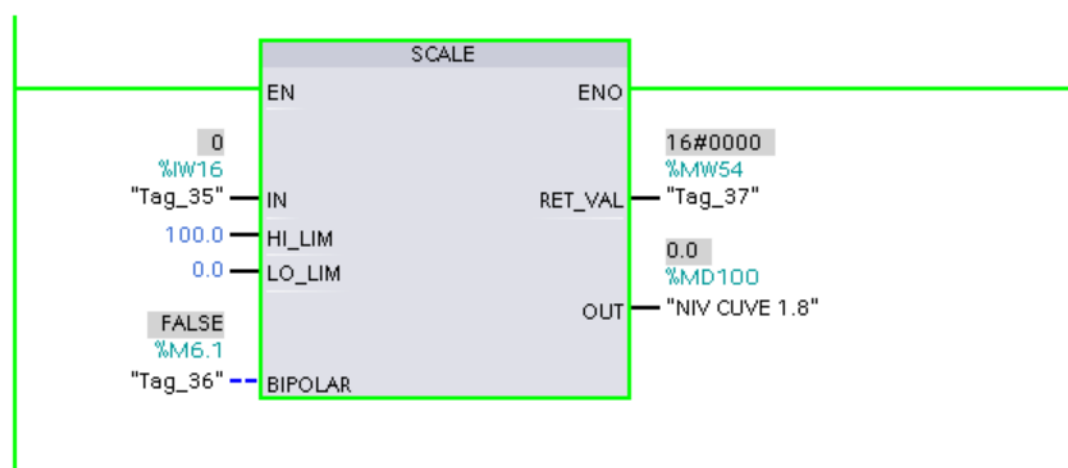 SCALE
EN
ENO
0
%IW16
"Tag_35"
IN
16#0000
%MW54
RET_VAL
"Tag_37"
100.0
HI_LIM
0.0
LO_LIM
0.0
%MD100
OUT
"NIV CUVE 1.8"
FALSE
%M6.1
"Tag_36"
BIPOLAR